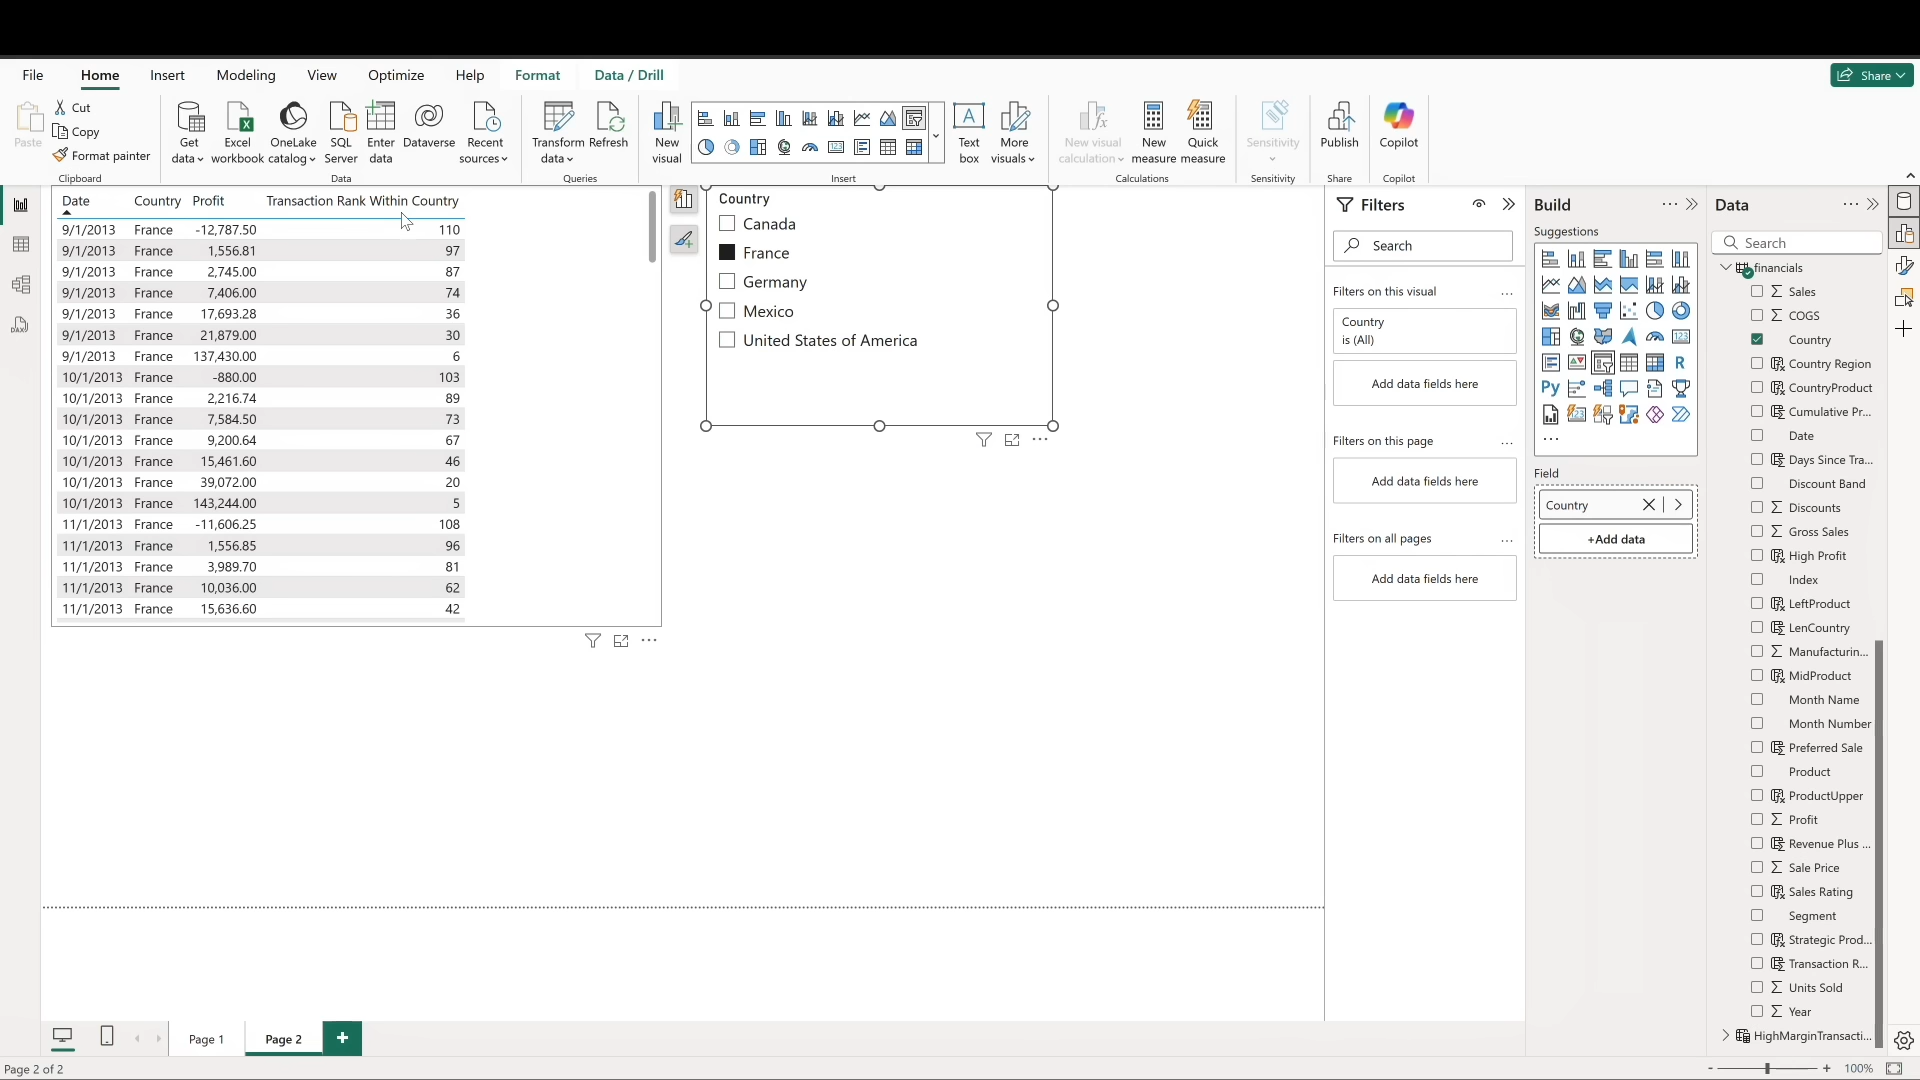 File Home Insert Modeling View Optimize Help Format Data / Drill Share
Paste
Cut
Copy
Format painter
Clipboard
Get data
Excel workbook
OneLake catalog
SQL Server
Enter data
Dataverse
Recent sources
Data
Transform data
Refresh
Queries
New visual
Text box
More visuals
Insert
New visual calculation
New measure
Quick measure
Calculations
Sensitivity
Sensitivity
Publish
Share
Copilot
Copilot
Date Country Profit Transaction Rank Within Country
9/1/2013 France -12,787.50 110
9/1/2013 France 1,556.81 97
9/1/2013 France 2,745.00 87
9/1/2013 France 7,406.00 74
9/1/2013 France 17,693.28 36
9/1/2013 France 21,879.00 30
9/1/2013 France 137,430.00 6
10/1/2013 France -880.00 103
10/1/2013 France 2,216.74 89
10/1/2013 France 7,584.50 73
10/1/2013 France 9,200.64 67
10/1/2013 France 15,461.60 46
10/1/2013 France 39,072.00 20
10/1/2013 France 143,244.00 5
11/1/2013 France -11,606.25 108
11/1/2013 France 1,556.85 96
11/1/2013 France 3,989.70 81
11/1/2013 France 10,036.00 62
11/1/2013 France 15,636.60 42
Country
Canada
France
Germany
Mexico
United States of America
Filters
Search
Filters on this visual ...
Country
is (All)
Add data fields here
Filters on this page ...
Add data fields here
Filters on all pages ...
Add data fields here
Build
Suggestions
R
Py
...
Field
Country
+Add data
Data
Search
financials
Sales
COGS
Country
Country Region
CountryProduct
Cumulative Pr...
Date
Days Since Tra...
Discount Band
Discounts
Gross Sales
High Profit
Index
LeftProduct
LenCountry
Manufacturin...
MidProduct
Month Name
Month Number
Preferred Sale
Product
ProductUpper
Profit
Revenue Plus ...
Sale Price
Sales Rating
Segment
Strategic Prod...
Transaction R...
Units Sold
Year
HighMarginTransacti...
Page 1 Page 2 +
Page 2 of 2
- + 100%